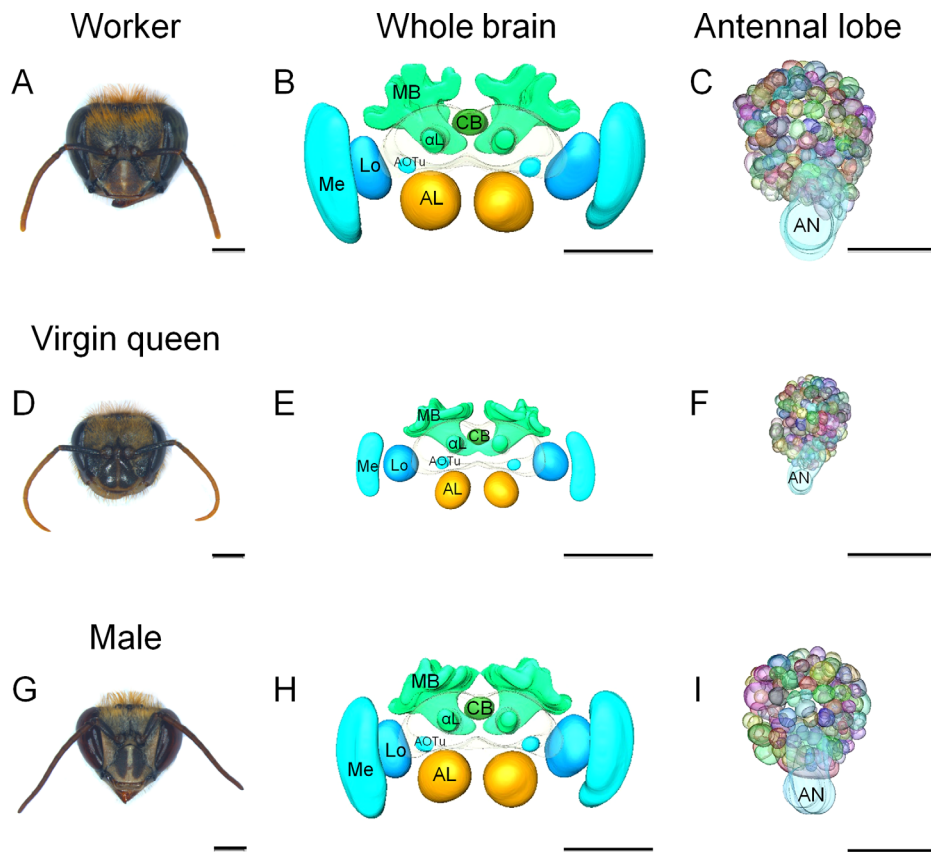 Worker Whole brain Antennal lobe
A B C
MB
CB
αL
AOTu
Lo
Me
AL
AN
Virgin queen
D E F
MB
CB
αL
AOTu
Me
Lo
AL
AN
Male
G H I
MB
CB
αL
AOTu
Lo
Me
AL
AN